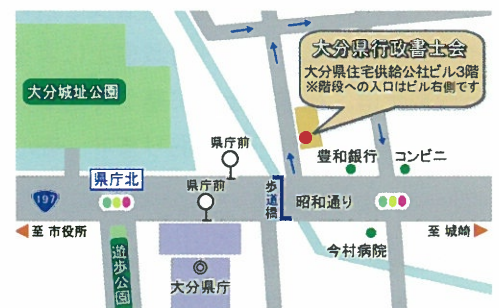 大分県行政書士会
大分県住宅供給公社ビル3階
※階段への入口はビル右側です
大分城址公園
県庁前
豊和銀行
コンビニ
県庁北
県庁前
197
歩道橋
昭和通り
至 市役所
遊歩公園
大分県庁
今村病院
至 城崎